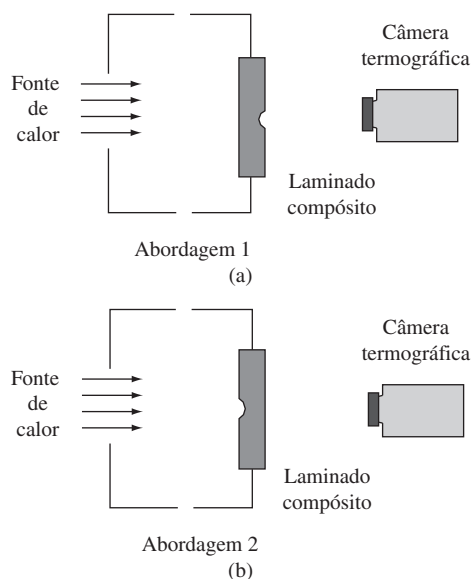 Câmera
termográfica
Fonte
de
calor
Laminado
compósito
Abordagem 1
(a)
Câmera
termográfica
Fonte
de
calor
Laminado
compósito
Abordagem 2
(b)